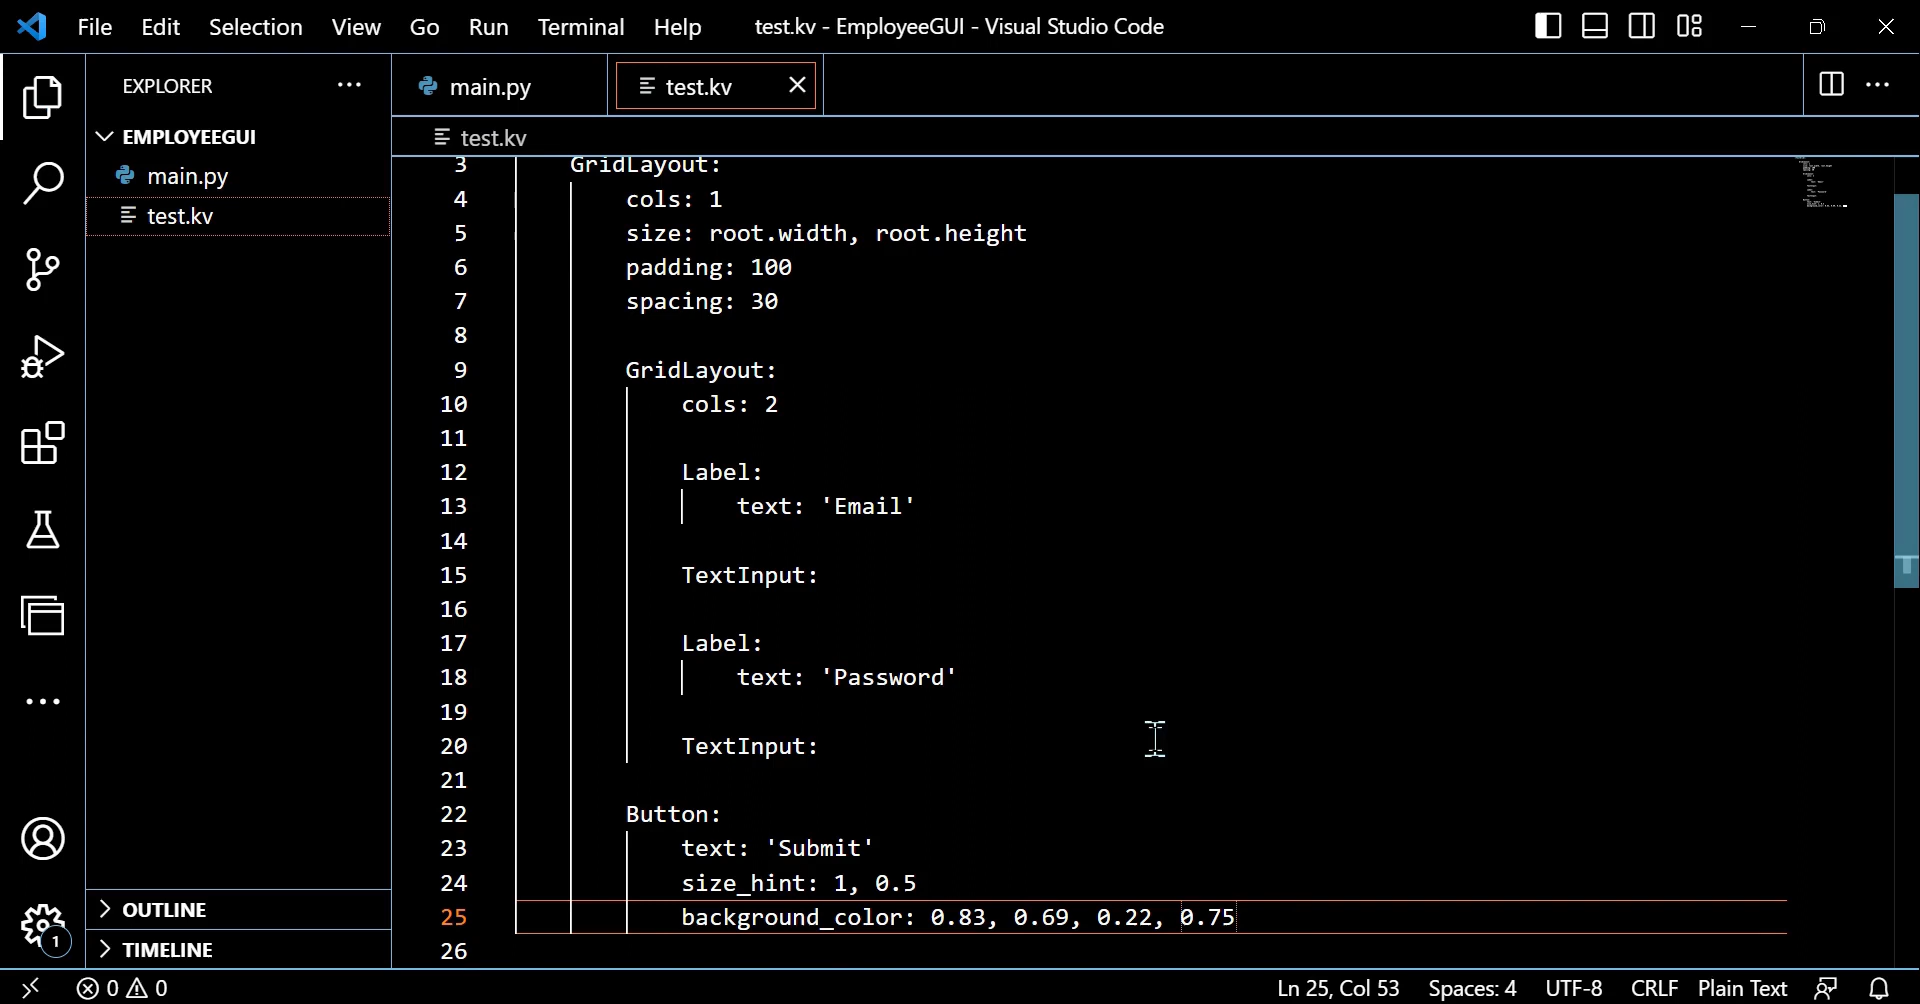 File Edit Selection View Go Run Terminal Help test.kv - EmployeeGUI - Visual Studio Code
EXPLORER
main.py
test.kv
EMPLOYEEGUI
main.py
test.kv
test.kv
3 GridLayout:
4 cols: 1
5 size: root.width, root.height
6 padding: 100
7 spacing: 30
8
9 GridLayout:
10 cols: 2
11
12 Label:
13 text: 'Email'
14
15 TextInput:
16
17 Label:
18 text: 'Password'
19
20 TextInput:
21
22 Button:
23 text: 'Submit'
24 size_hint: 1, 0.5
25 background_color: 0.83, 0.69, 0.22, 0.75
26
OUTLINE
TIMELINE
1
0 0
Ln 25, Col 53 Spaces: 4 UTF-8 CRLF Plain Text